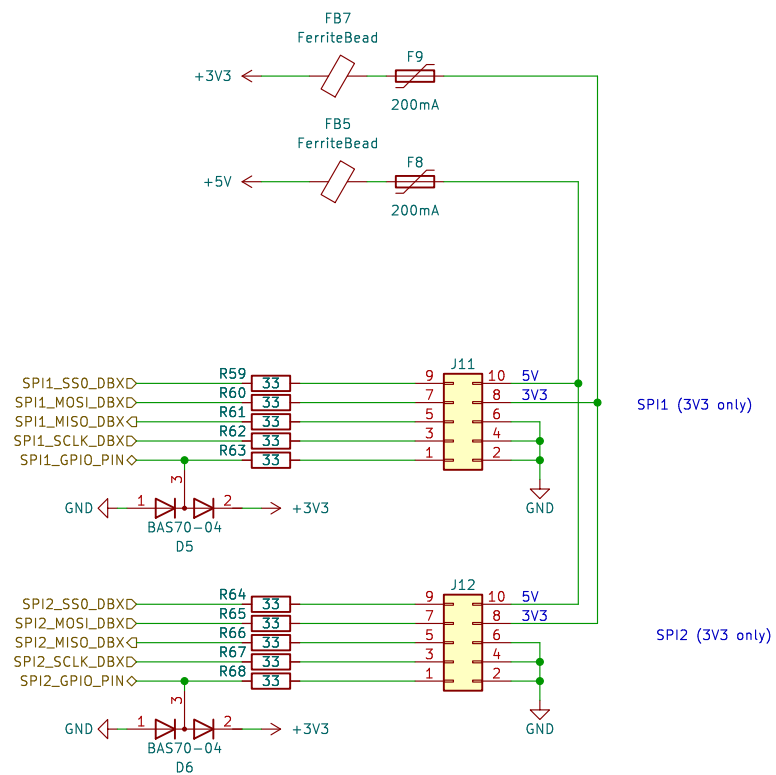 FB7
FerriteBead
+3V3
F9
200mA
FB5
FerriteBead
+5V
F8
200mA
J11
SPI1_SS0_DBX R59 33 9 10 5V
SPI1_MOSI_DBX R60 33 7 8 3V3
SPI1 (3V3 only)
SPI1_MISO_DBX R61 33 5 6
SPI1_SCLK_DBX R62 33 3 4
SPI1_GPIO_PIN R63 33 1 2
3
GND 1 2 +3V3
GND
BAS70-04
D5
J12
SPI2_SS0_DBX R64 33 9 10 5V
SPI2_MOSI_DBX R65 33 7 8 3V3
SPI2 (3V3 only)
SPI2_MISO_DBX R66 33 5 6
SPI2_SCLK_DBX R67 33 3 4
SPI2_GPIO_PIN R68 33 1 2
3
GND 1 2 +3V3
GND
BAS70-04
D6